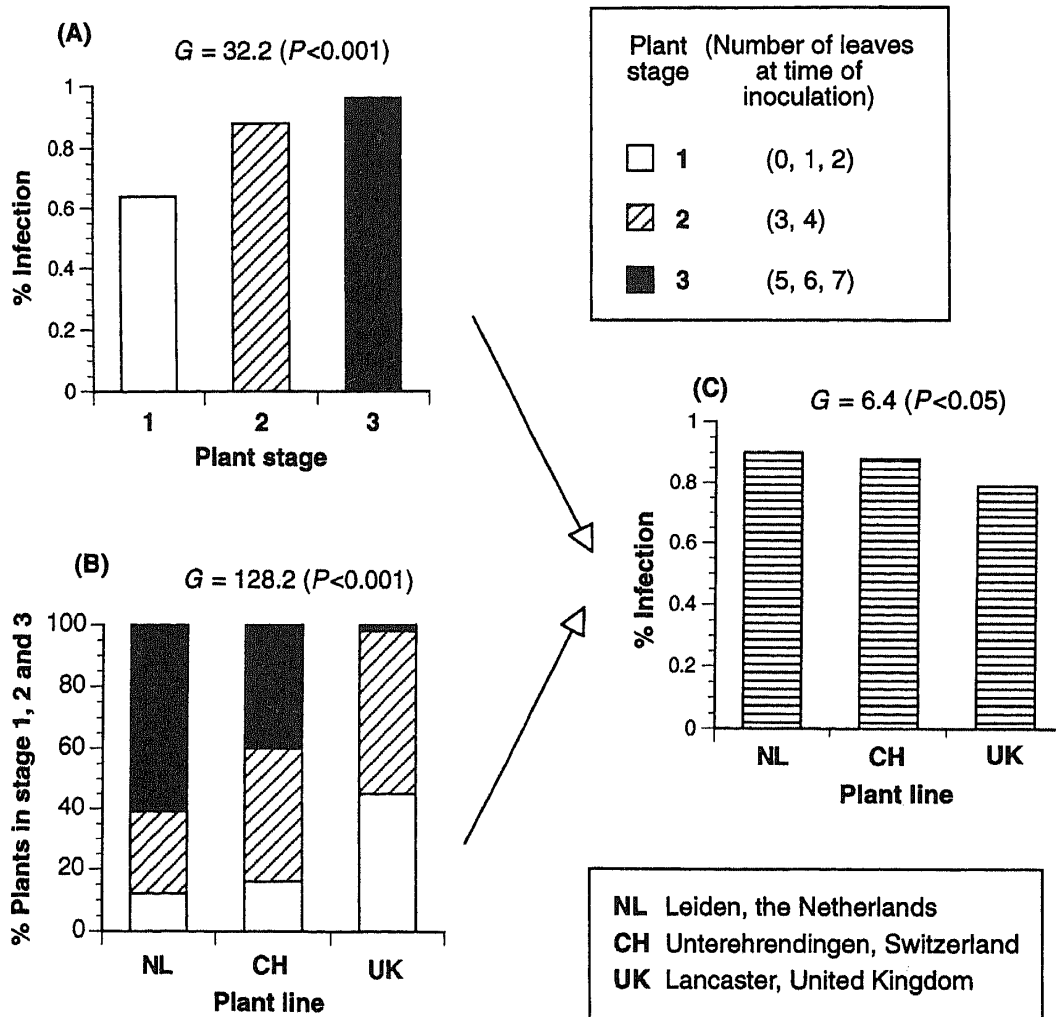 (A)
G = 32.2 (P<0.001)
% Infection
1
0.8
0.6
0.4
0.2
0
1 2 3
Plant stage
Plant (Number of leaves
stage at time of
inoculation)
1 (0, 1, 2)
2 (3, 4)
3 (5, 6, 7)
(B)
G = 128.2 (P<0.001)
% Plants in stage 1, 2 and 3
100
80
60
40
20
0
NL CH UK
Plant line
(C)
G = 6.4 (P<0.05)
% Infection
1
0.8
0.6
0.4
0.2
0
NL CH UK
Plant line
NL Leiden, the Netherlands
CH Unterehrendingen, Switzerland
UK Lancaster, United Kingdom